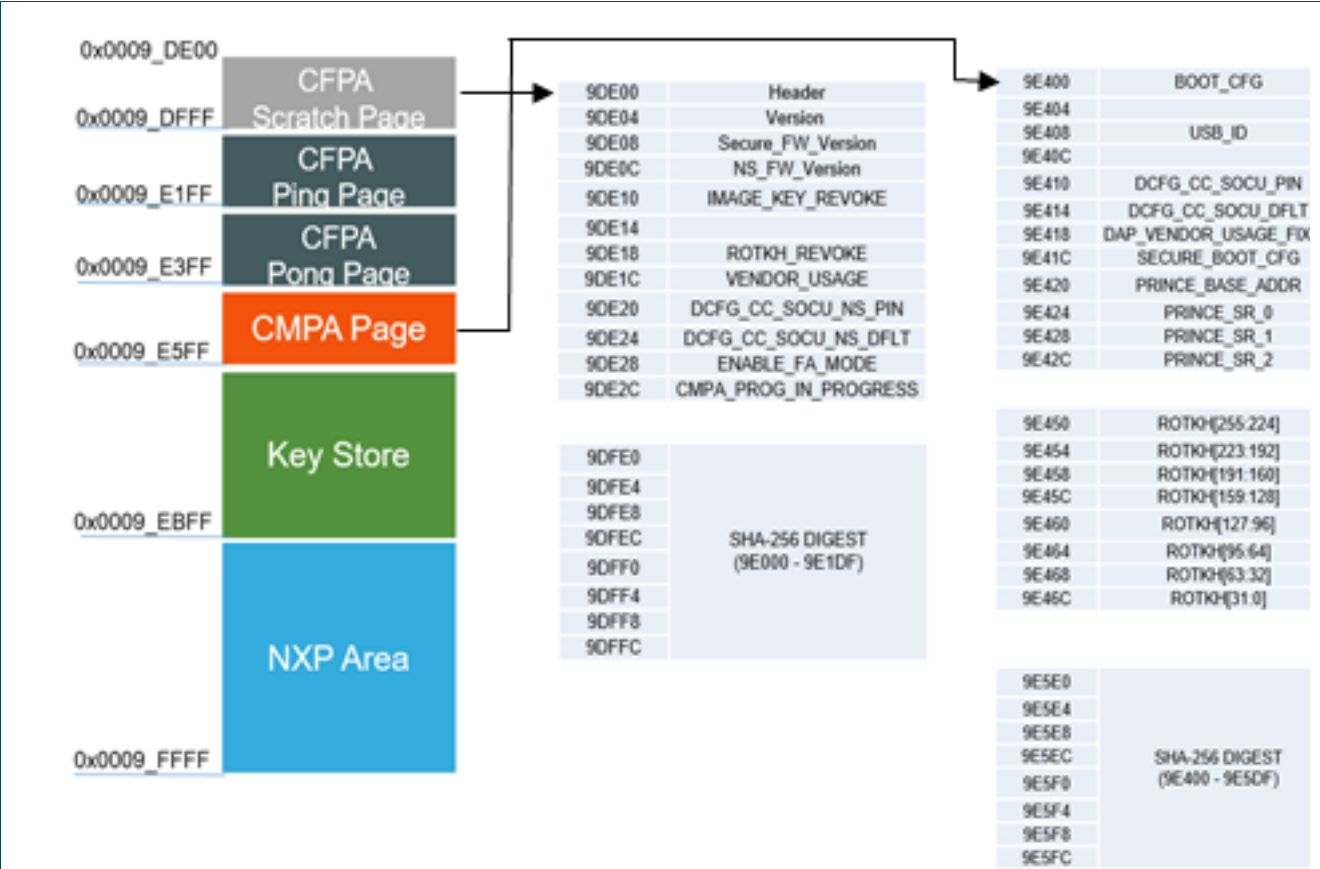 0x0009_DE00
CFPA
Scratch Page
0x0009_DFFF
CFPA
Ping Page
0x0009_E1FF
CFPA
Pong Page
0x0009_E3FF
CMPA Page
0x0009_E5FF
Key Store
0x0009_EBFF
NXP Area
0x0009_FFFF
9DE00 Header
9DE04 Version
9DE08 Secure_FW_Version
9DE0C NS_FW_Version
9DE10 IMAGE_KEY_REVOKE
9DE14
9DE18 ROTKH_REVOKE
9DE1C VENDOR_USAGE
9DE20 DCFG_CC_SOCU_NS_PIN
9DE24 DCFG_CC_SOCU_NS_DFLT
9DE28 ENABLE_FA_MODE
9DE2C CMPA_PROG_IN_PROGRESS
9DFE0
9DFE4
9DFE8
9DFEC
9DFF0
9DFF4
9DFF8
9DFFC
SHA-256 DIGEST
(9E000 - 9E1DF)
9E400 BOOT_CFG
9E404
9E408 USB_ID
9E40C
9E410 DCFG_CC_SOCU_PIN
9E414 DCFG_CC_SOCU_DFLT
9E418 DAP_VENDOR_USAGE_FIX
9E41C SECURE_BOOT_CFG
9E420 PRINCE_BASE_ADDR
9E424 PRINCE_SR_0
9E428 PRINCE_SR_1
9E42C PRINCE_SR_2
9E450 ROTKH[255:224]
9E454 ROTKH[223:192]
9E458 ROTKH[191:160]
9E45C ROTKH[159:128]
9E460 ROTKH[127:96]
9E464 ROTKH[95:64]
9E468 ROTKH[63:32]
9E46C ROTKH[31:0]
9E5E0
9E5E4
9E5E8
9E5EC
9E5F0
9E5F4
9E5F8
9E5FC
SHA-256 DIGEST
(9E400 - 9E5DF)